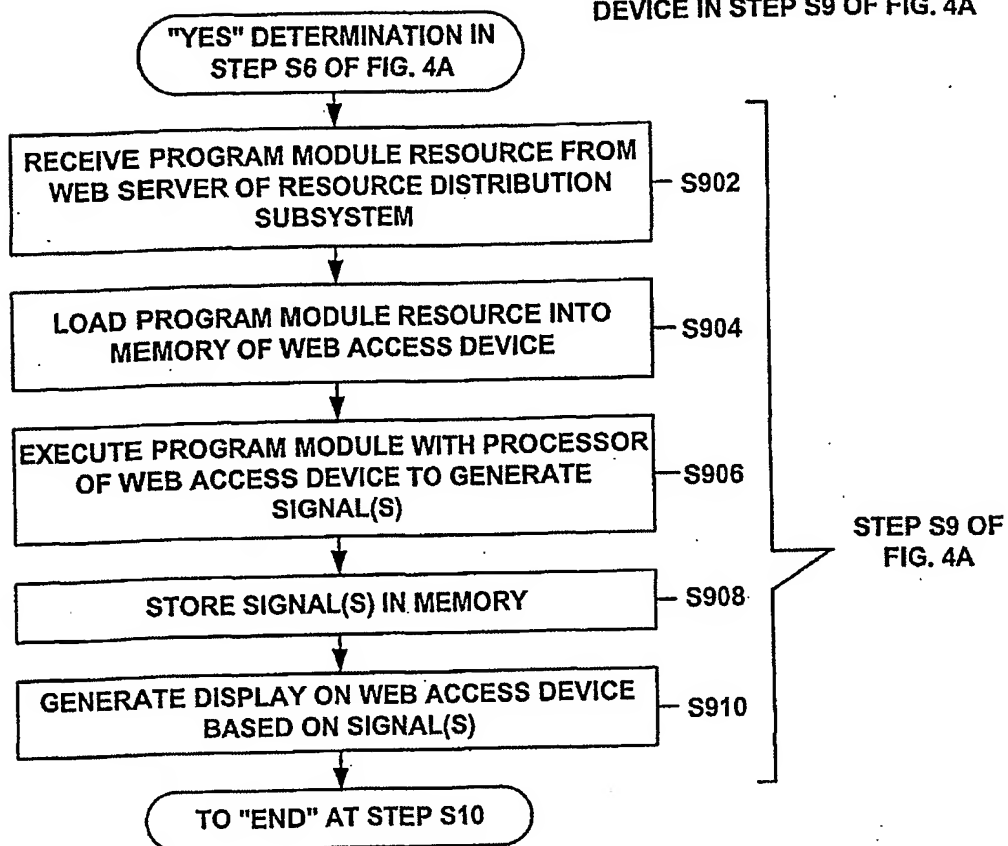 DEVICE IN STEP S9 OF FIG. 4A
"YES" DETERMINATION IN
STEP S6 OF FIG. 4A
RECEIVE PROGRAM MODULE RESOURCE FROM
WEB SERVER OF RESOURCE DISTRIBUTION
SUBSYSTEM
S902
LOAD PROGRAM MODULE RESOURCE INTO
MEMORY OF WEB ACCESS DEVICE
S904
EXECUTE PROGRAM MODULE WITH PROCESSOR
OF WEB ACCESS DEVICE TO GENERATE
SIGNAL(S)
S906
STORE SIGNAL(S) IN MEMORY
S908
GENERATE DISPLAY ON WEB ACCESS DEVICE
BASED ON SIGNAL(S)
S910
TO "END" AT STEP S10
STEP S9 OF
FIG. 4A